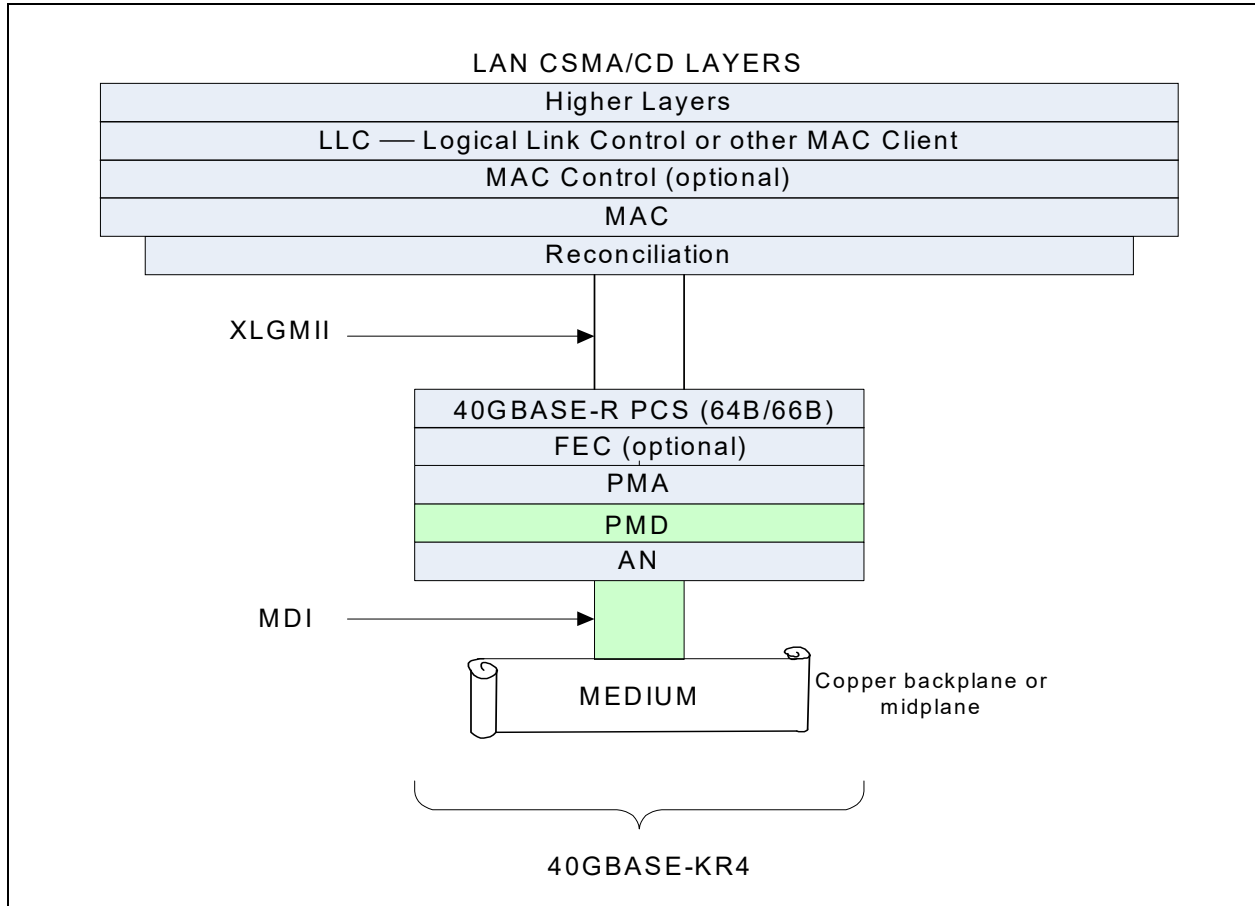 LAN CSMA/CD LAYERS
Higher Layers
LLC — Logical Link Control or other MAC Client
MAC Control (optional)
MAC
Reconciliation
XLGMII
40GBASE-R PCS (64B/66B)
FEC (optional)
PMA
PMD
AN
MDI
MEDIUM
Copper backplane or
midplane
40GBASE-KR4